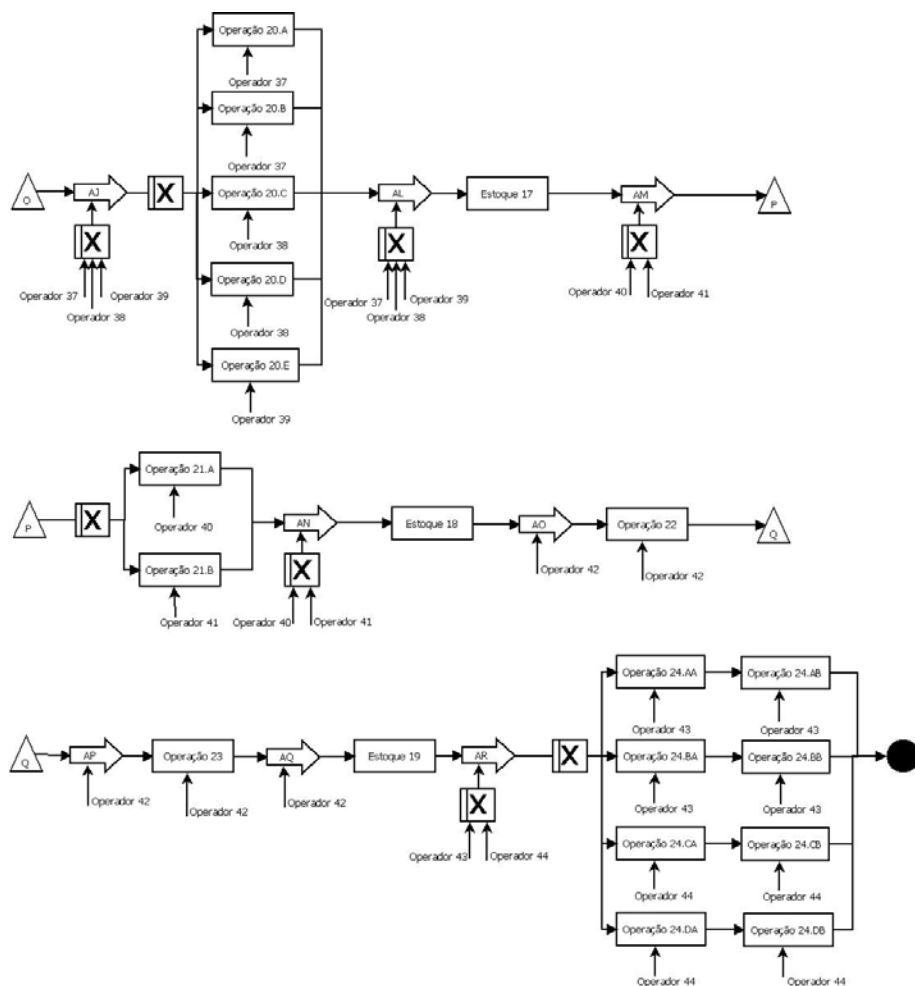 Operação 20.A
Operador 37
Operação 20.B
Operador 37
O
AJ
X
Operação 20.C
AL
Estoque 17
AM
P
X
Operador 38
X
X
Operador 37
Operador 39
Operador 38
Operação 20.D
Operador 37
Operador 39
Operador 38
Operador 40
Operador 41
Operador 38
Operação 20.E
Operador 39
Operação 21.A
P
X
Operador 40
AN
Estoque 18
AO
Operação 22
Q
Operação 21.B
X
Operador 42
Operador 42
Operador 41
Operador 40
Operador 41
Operação 24.AA
Operação 24.AB
Operador 43
Operador 43
Q
AP
Operação 23
AQ
Estoque 19
AR
X
Operação 24.BA
Operação 24.BB
Operador 42
Operador 42
Operador 42
X
Operador 43
Operador 43
Operador 43
Operador 44
Operação 24.CA
Operação 24.CB
Operador 44
Operador 44
Operação 24.DA
Operação 24.DB
Operador 44
Operador 44